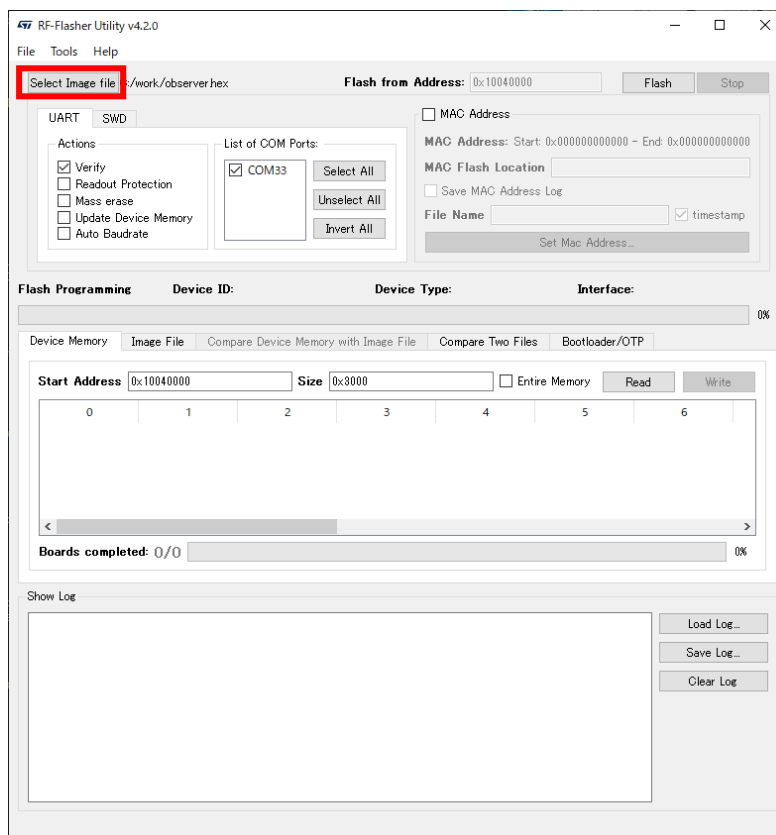 RF-Flasher Utility v4.2.0
File Tools Help
Select Image file :/work/observer.hex Flash from Address: 0x10040000 Flash Stop
UART SWD
Actions
Verify
Readout Protection
Mass erase
Update Device Memory
Auto Baudrate
List of COM Ports:
COM33
Select All
Unselect All
Invert All
MAC Address
MAC Address: Start: 0x000000000000 - End: 0x000000000000
MAC Flash Location
Save MAC Address Log
File Name timestamp
Set Mac Address...
Flash Programming Device ID: Device Type: Interface:
0%
Device Memory Image File Compare Device Memory with Image File Compare Two Files Bootloader/OTP
Start Address 0x10040000 Size 0x3000 Entire Memory Read Write
0 1 2 3 4 5 6
Boards completed: 0/0 0%
Show Log
Load Log...
Save Log...
Clear Log